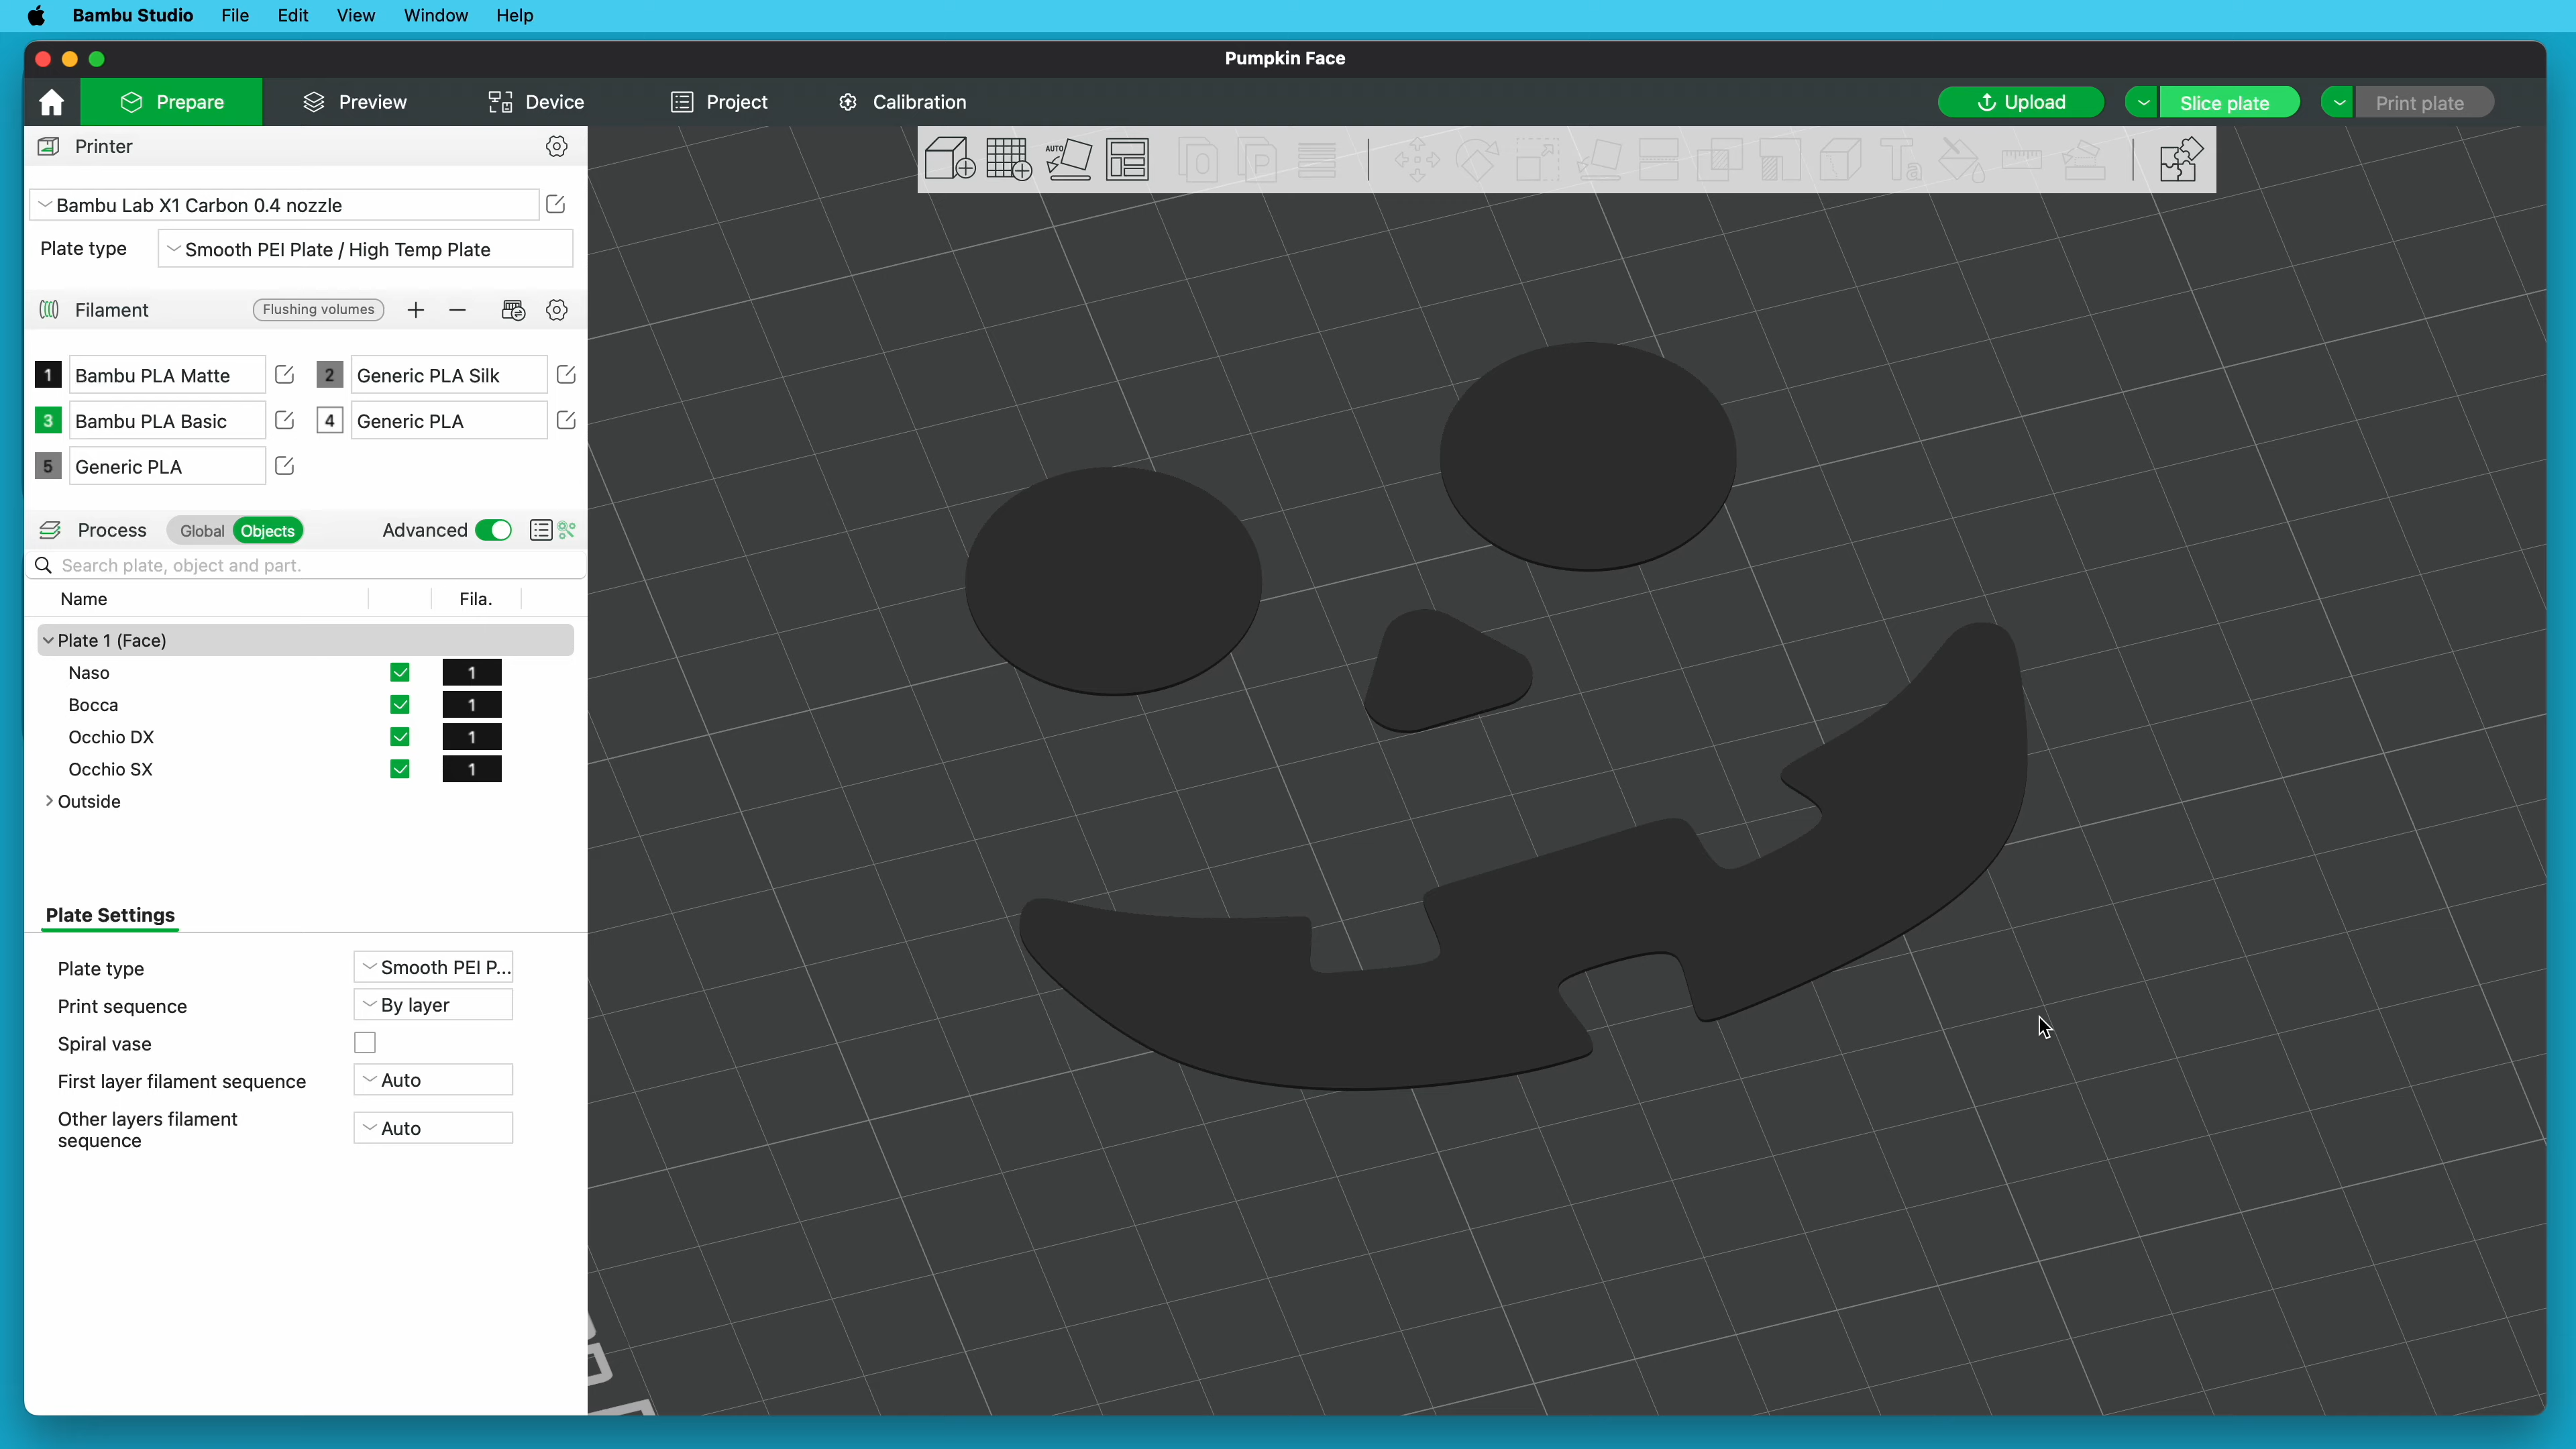 Bambu Studio File Edit View Window Help
Pumpkin Face
Prepare Preview Device Project Calibration Upload Slice plate Print plate
Printer
AUTO
Bambu Lab X1 Carbon 0.4 nozzle
Plate type Smooth PEI Plate / High Temp Plate
Filament Flushing volumes
1 Bambu PLA Matte 2 Generic PLA Silk
3 Bambu PLA Basic 4 Generic PLA
5 Generic PLA
Process Global Objects Advanced
Search plate, object and part.
Name Fila.
Plate 1 (Face)
Naso 1
Bocca 1
Occhio DX 1
Occhio SX 1
Outside
Plate Settings
Plate type Smooth PEI P...
Print sequence By layer
Spiral vase
First layer filament sequence Auto
Other layers filament
sequence Auto